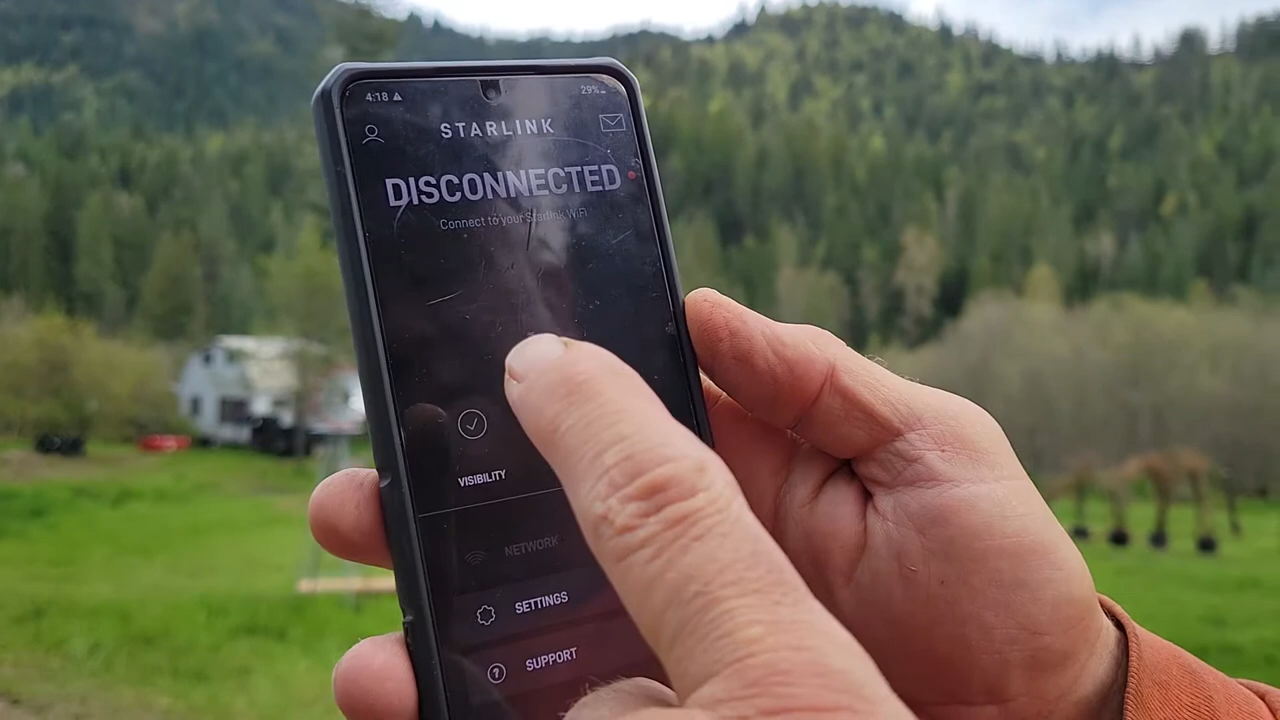 4:18 29%
STARLINK
DISCONNECTED
Connect to your Starlink WiFi
VISIBILITY
NETWORK
SETTINGS
SUPPORT